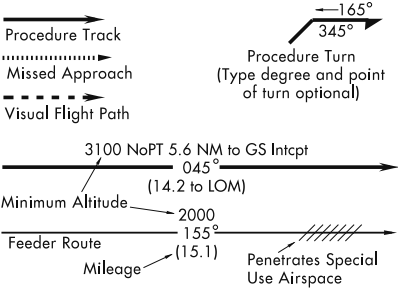 165°
345°
Procedure Track
Procedure Turn
(Type degree and point
of turn optional)
Missed Approach
Visual Flight Path
3100 NoPT 5.6 NM to GS Intcpt
045°
(14.2 to LOM)
Minimum Altitude
2000
155°
Feeder Route
(15.1)
Mileage
Penetrates Special
Use Airspace